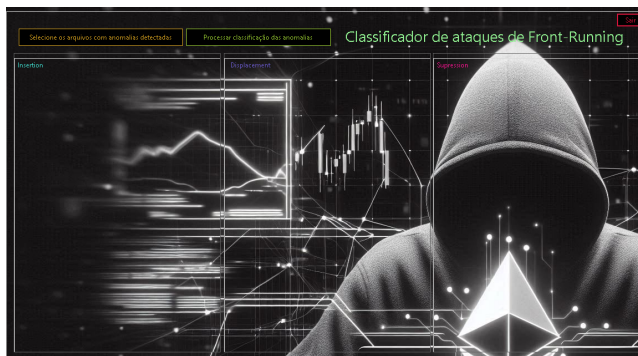 Sair
Selecione os arquivos com anomalias detectadas
Processar classificação das anomalias
Classificador de ataques de Front-Running
Insertion
Displacement
Supression